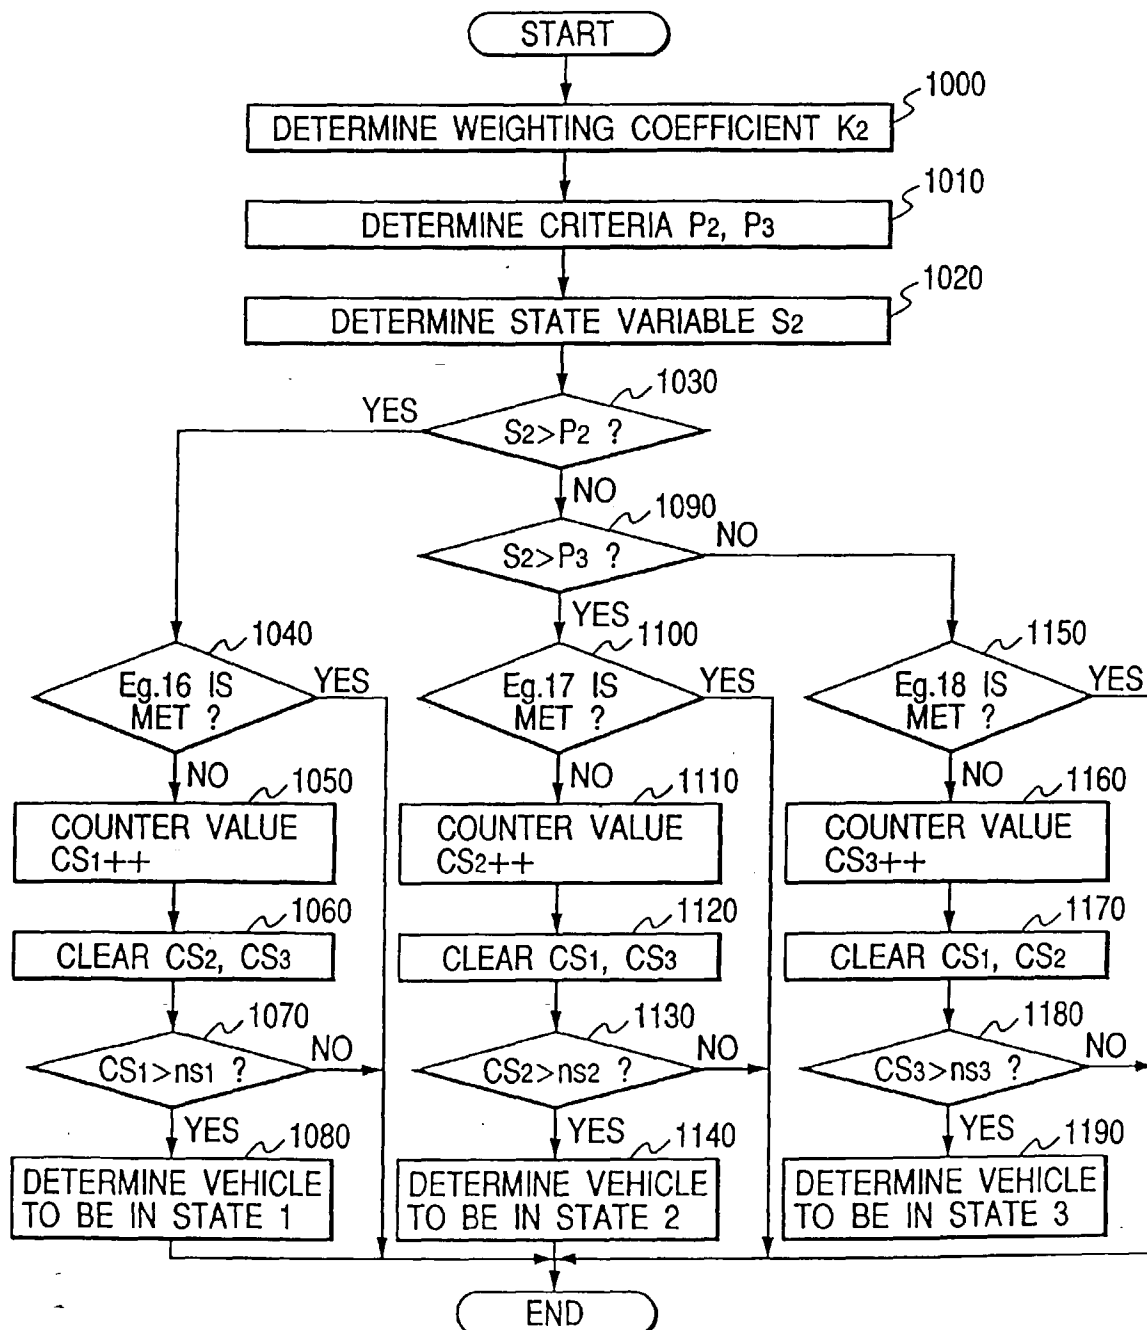 START
1000
DETERMINE WEIGHTING COEFFICIENT K2
1010
DETERMINE CRITERIA P2, P3
1020
DETERMINE STATE VARIABLE S2
1030
YES
S2>P2 ?
NO
1090
S2>P3 ?
NO
YES
1040
Eg.16 IS
MET ?
YES
NO
1100
Eg.17 IS
MET ?
YES
NO
1150
Eg.18 IS
MET ?
YES
NO
1050
COUNTER VALUE
CS1++
1110
COUNTER VALUE
CS2++
1160
COUNTER VALUE
CS3++
1060
CLEAR CS2, CS3
1120
CLEAR CS1, CS3
1170
CLEAR CS1, CS2
1070
CS1>ns1 ?
NO
YES
1130
CS2>ns2 ?
NO
YES
1180
CS3>ns3 ?
NO
YES
1080
DETERMINE VEHICLE
TO BE IN STATE 1
1140
DETERMINE VEHICLE
TO BE IN STATE 2
1190
DETERMINE VEHICLE
TO BE IN STATE 3
END